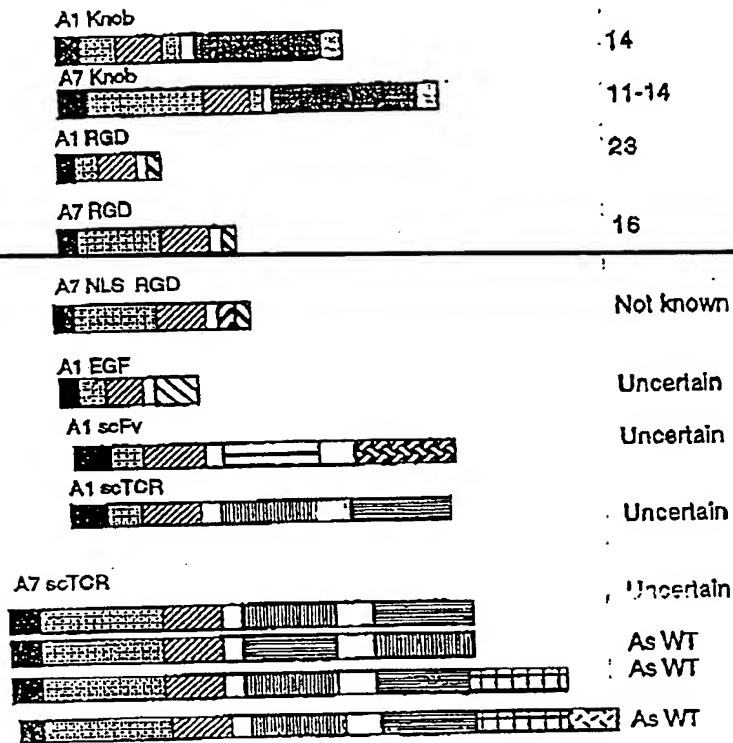 A1 Knob
14
A7 Knob
11-14
A1 RGD
23
A7 RGD
16
A7 NLS RGD
Not known
A1 EGF
Uncertain
A1 scFv
Uncertain
A1 scTCR
Uncertain
A7 scTCR
Uncertain
As WT
As WT
As WT